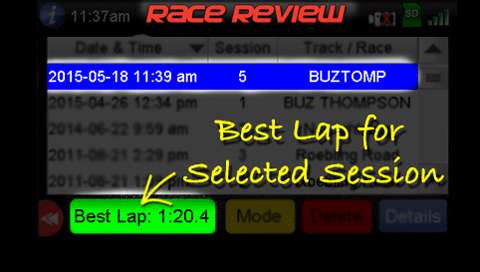 11:37am RACE REVIEW SD
Date & Time Session Track / Race
2015-05-18 11:39 am 5 BUZTOMP
2015-04-26 12:34 pm 1 BUZ THOMPSON
2014-06-22 9:59 am
Best Lap for
2011-08-21 2:29 pm Roebling Road
Selected Session
Best Lap: 1:20.4 Mode Delete Details